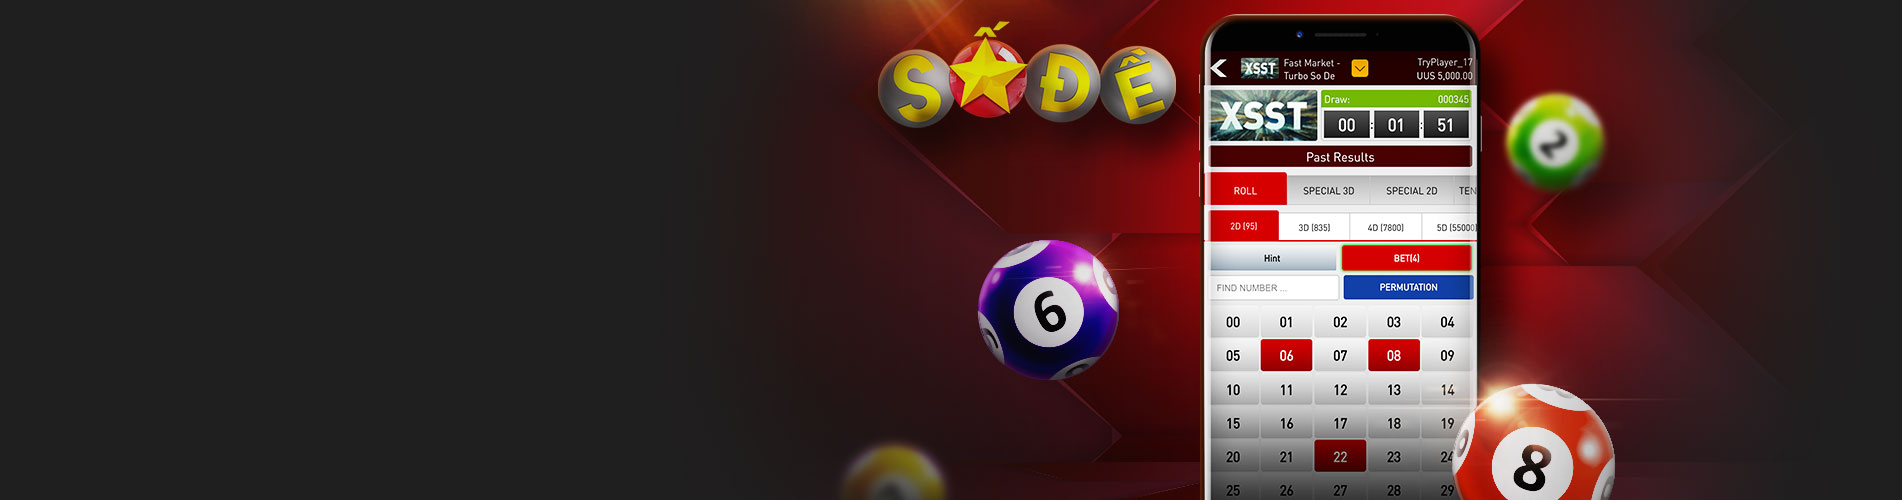 SỐ ĐỀ
XSST Fast Market - Turbo So De
TryPlayer_17
UUS 5,000.00
XSST
Draw: 000345
00 : 01 : 51
Past Results
ROLL SPECIAL 3D SPECIAL 2D TEN
2D (95) 3D (835) 4D (7800) 5D (55000)
Hint BET(4)
FIND NUMBER ... PERMUTATION
00 01 02 03 04
05 06 07 08 09
10 11 12 13 14
15 16 17 18 19
20 21 22 23 24
25 26 27 28 29
2
6
8